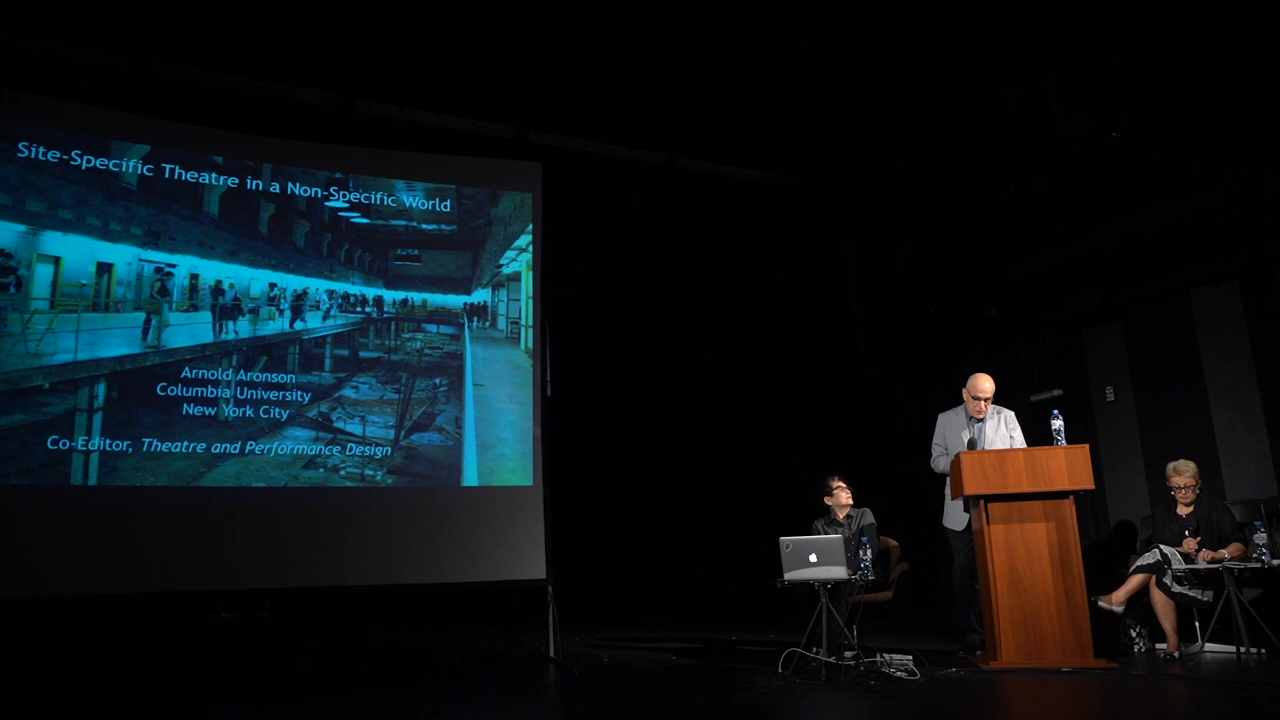 Site-Specific Theatre in a Non-Specific World
Arnold Aronson
Columbia University
New York City
Co-Editor, Theatre and Performance Design